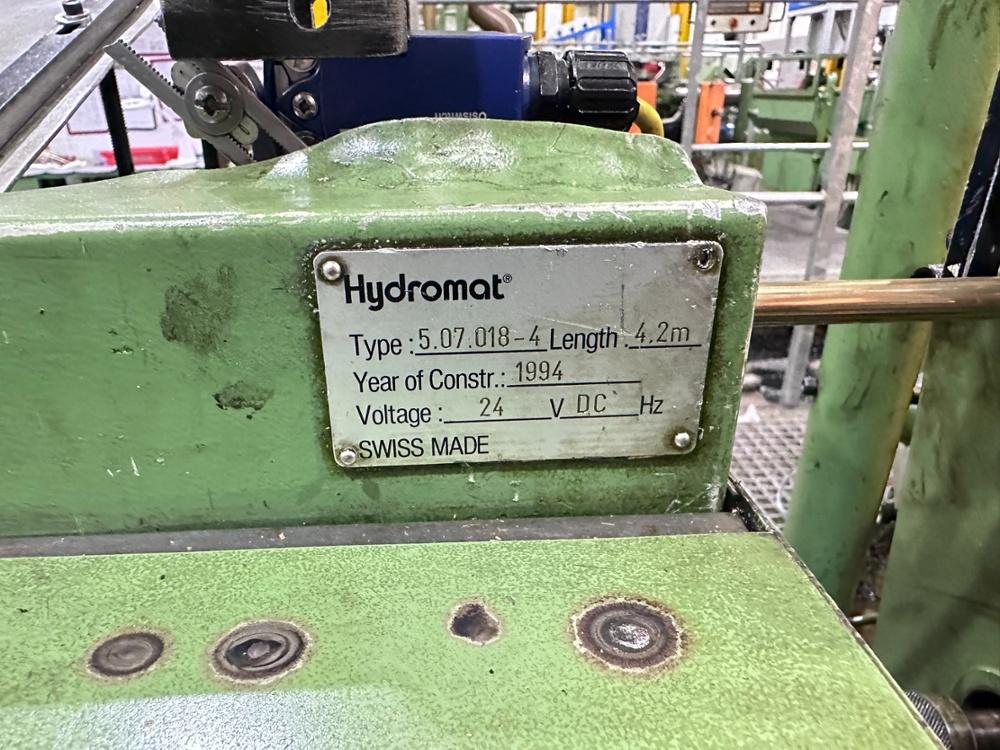 Osiswitch
Hydromat®
Type : 5.07.018-4 Length : 4.2m
Year of Constr.: 1994
Voltage : 24 V DC Hz
SWISS MADE